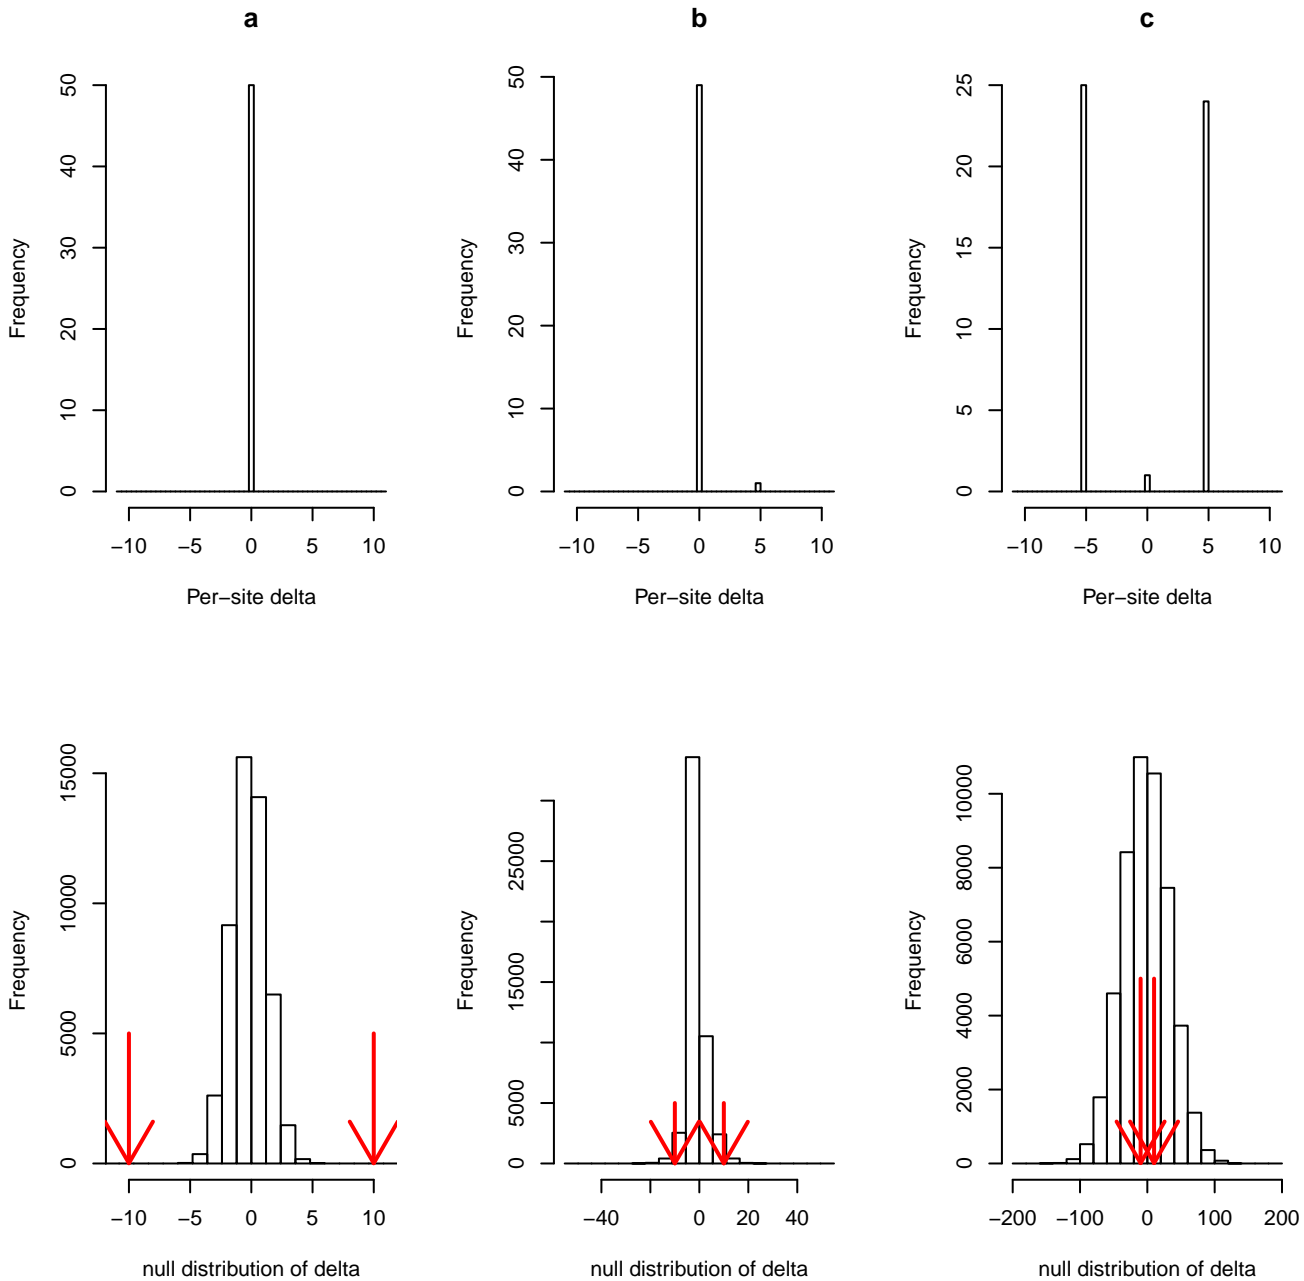 a
Frequency
50
40
30
20
10
0
−10 −5 0 5 10
Per−site delta
b
Frequency
50
40
30
20
10
0
−10 −5 0 5 10
Per−site delta
c
Frequency
25
20
15
10
5
0
−10 −5 0 5 10
Per−site delta
Frequency
15000
10000
5000
0
−10 −5 0 5 10
null distribution of delta
Frequency
25000
15000
5000
0
−40 0 20 40
null distribution of delta
Frequency
10000
8000
6000
4000
2000
0
−200 −100 0 100 200
null distribution of delta